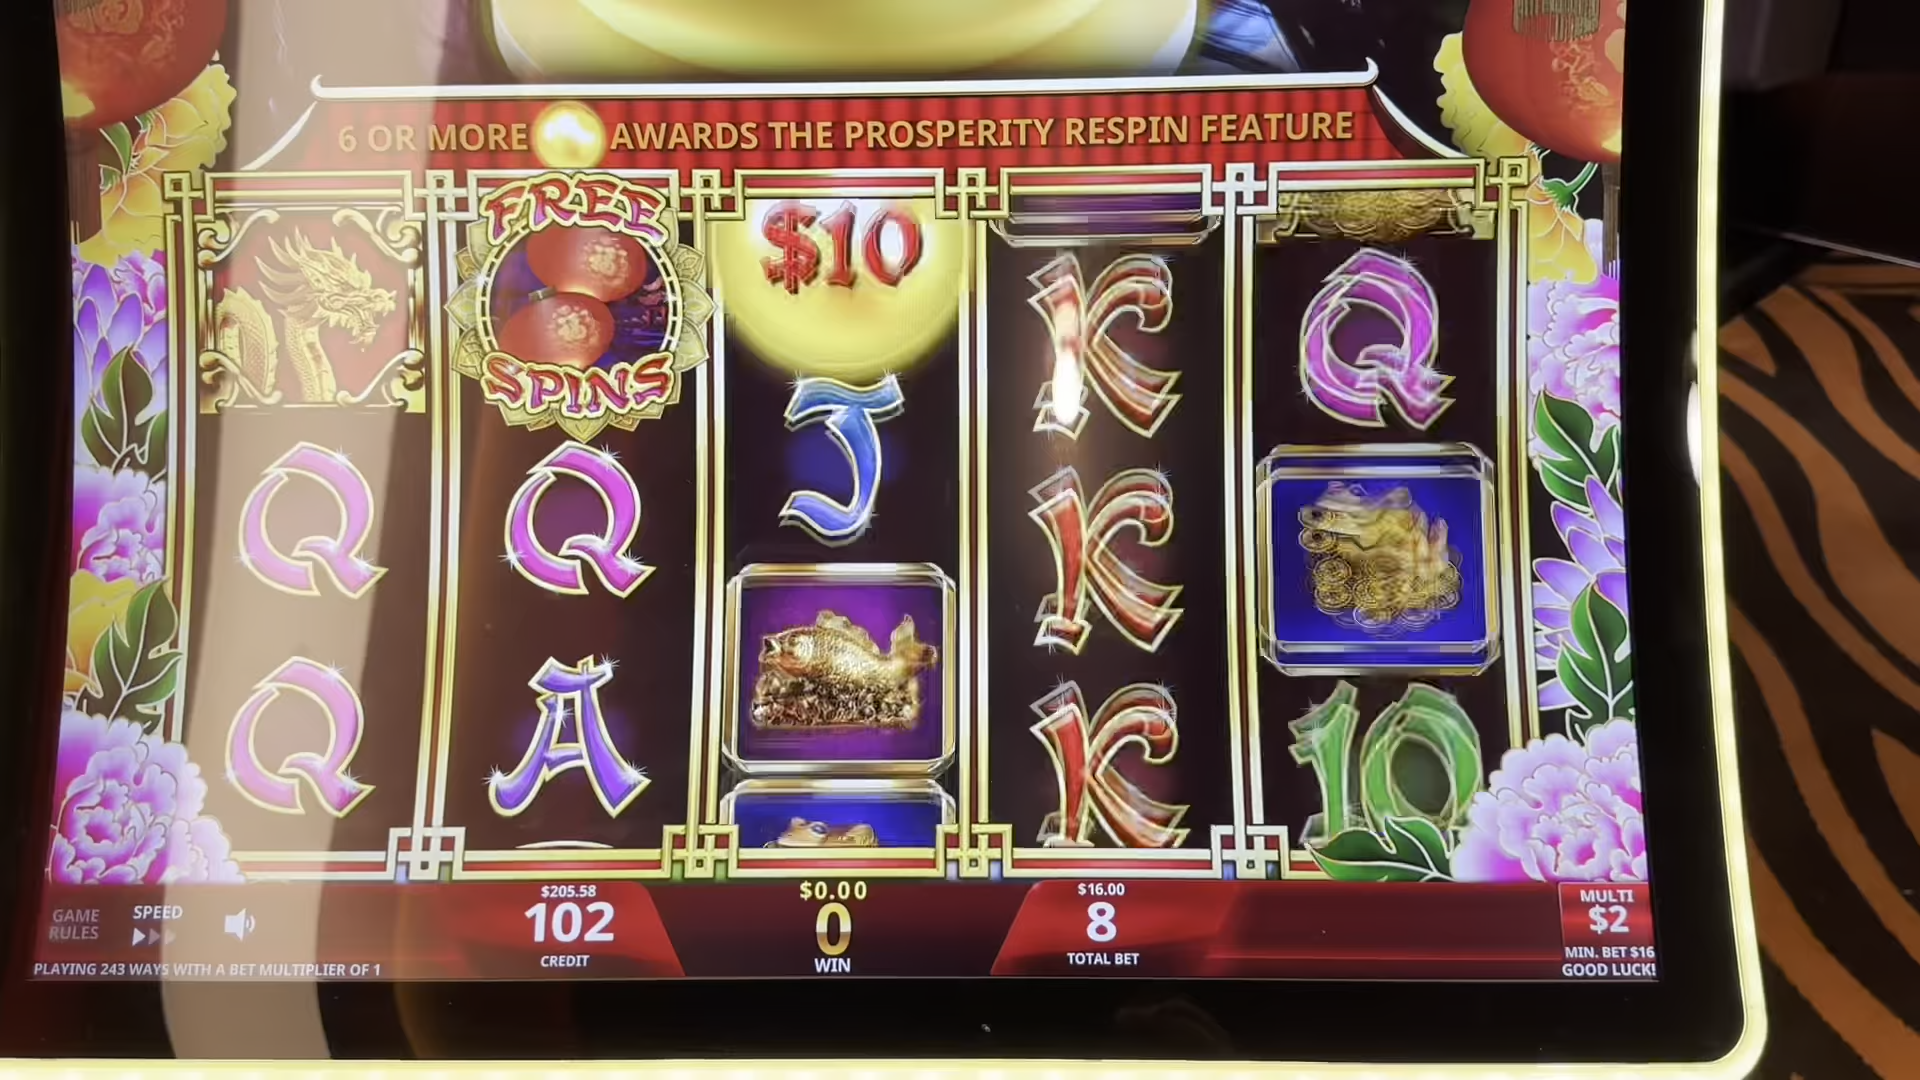 6 OR MORE AWARDS THE PROSPERITY RESPIN FEATURE
FREE
SPINS
$10
K
Q
Q
Q
J
K
Q
A
K
10
GAME RULES
SPEED
$205.58
102
CREDIT
$0.00
0
WIN
$16.00
8
TOTAL BET
MULTI
$2
MIN. BET $16
GOOD LUCK!
PLAYING 243 WAYS WITH A BET MULTIPLIER OF 1